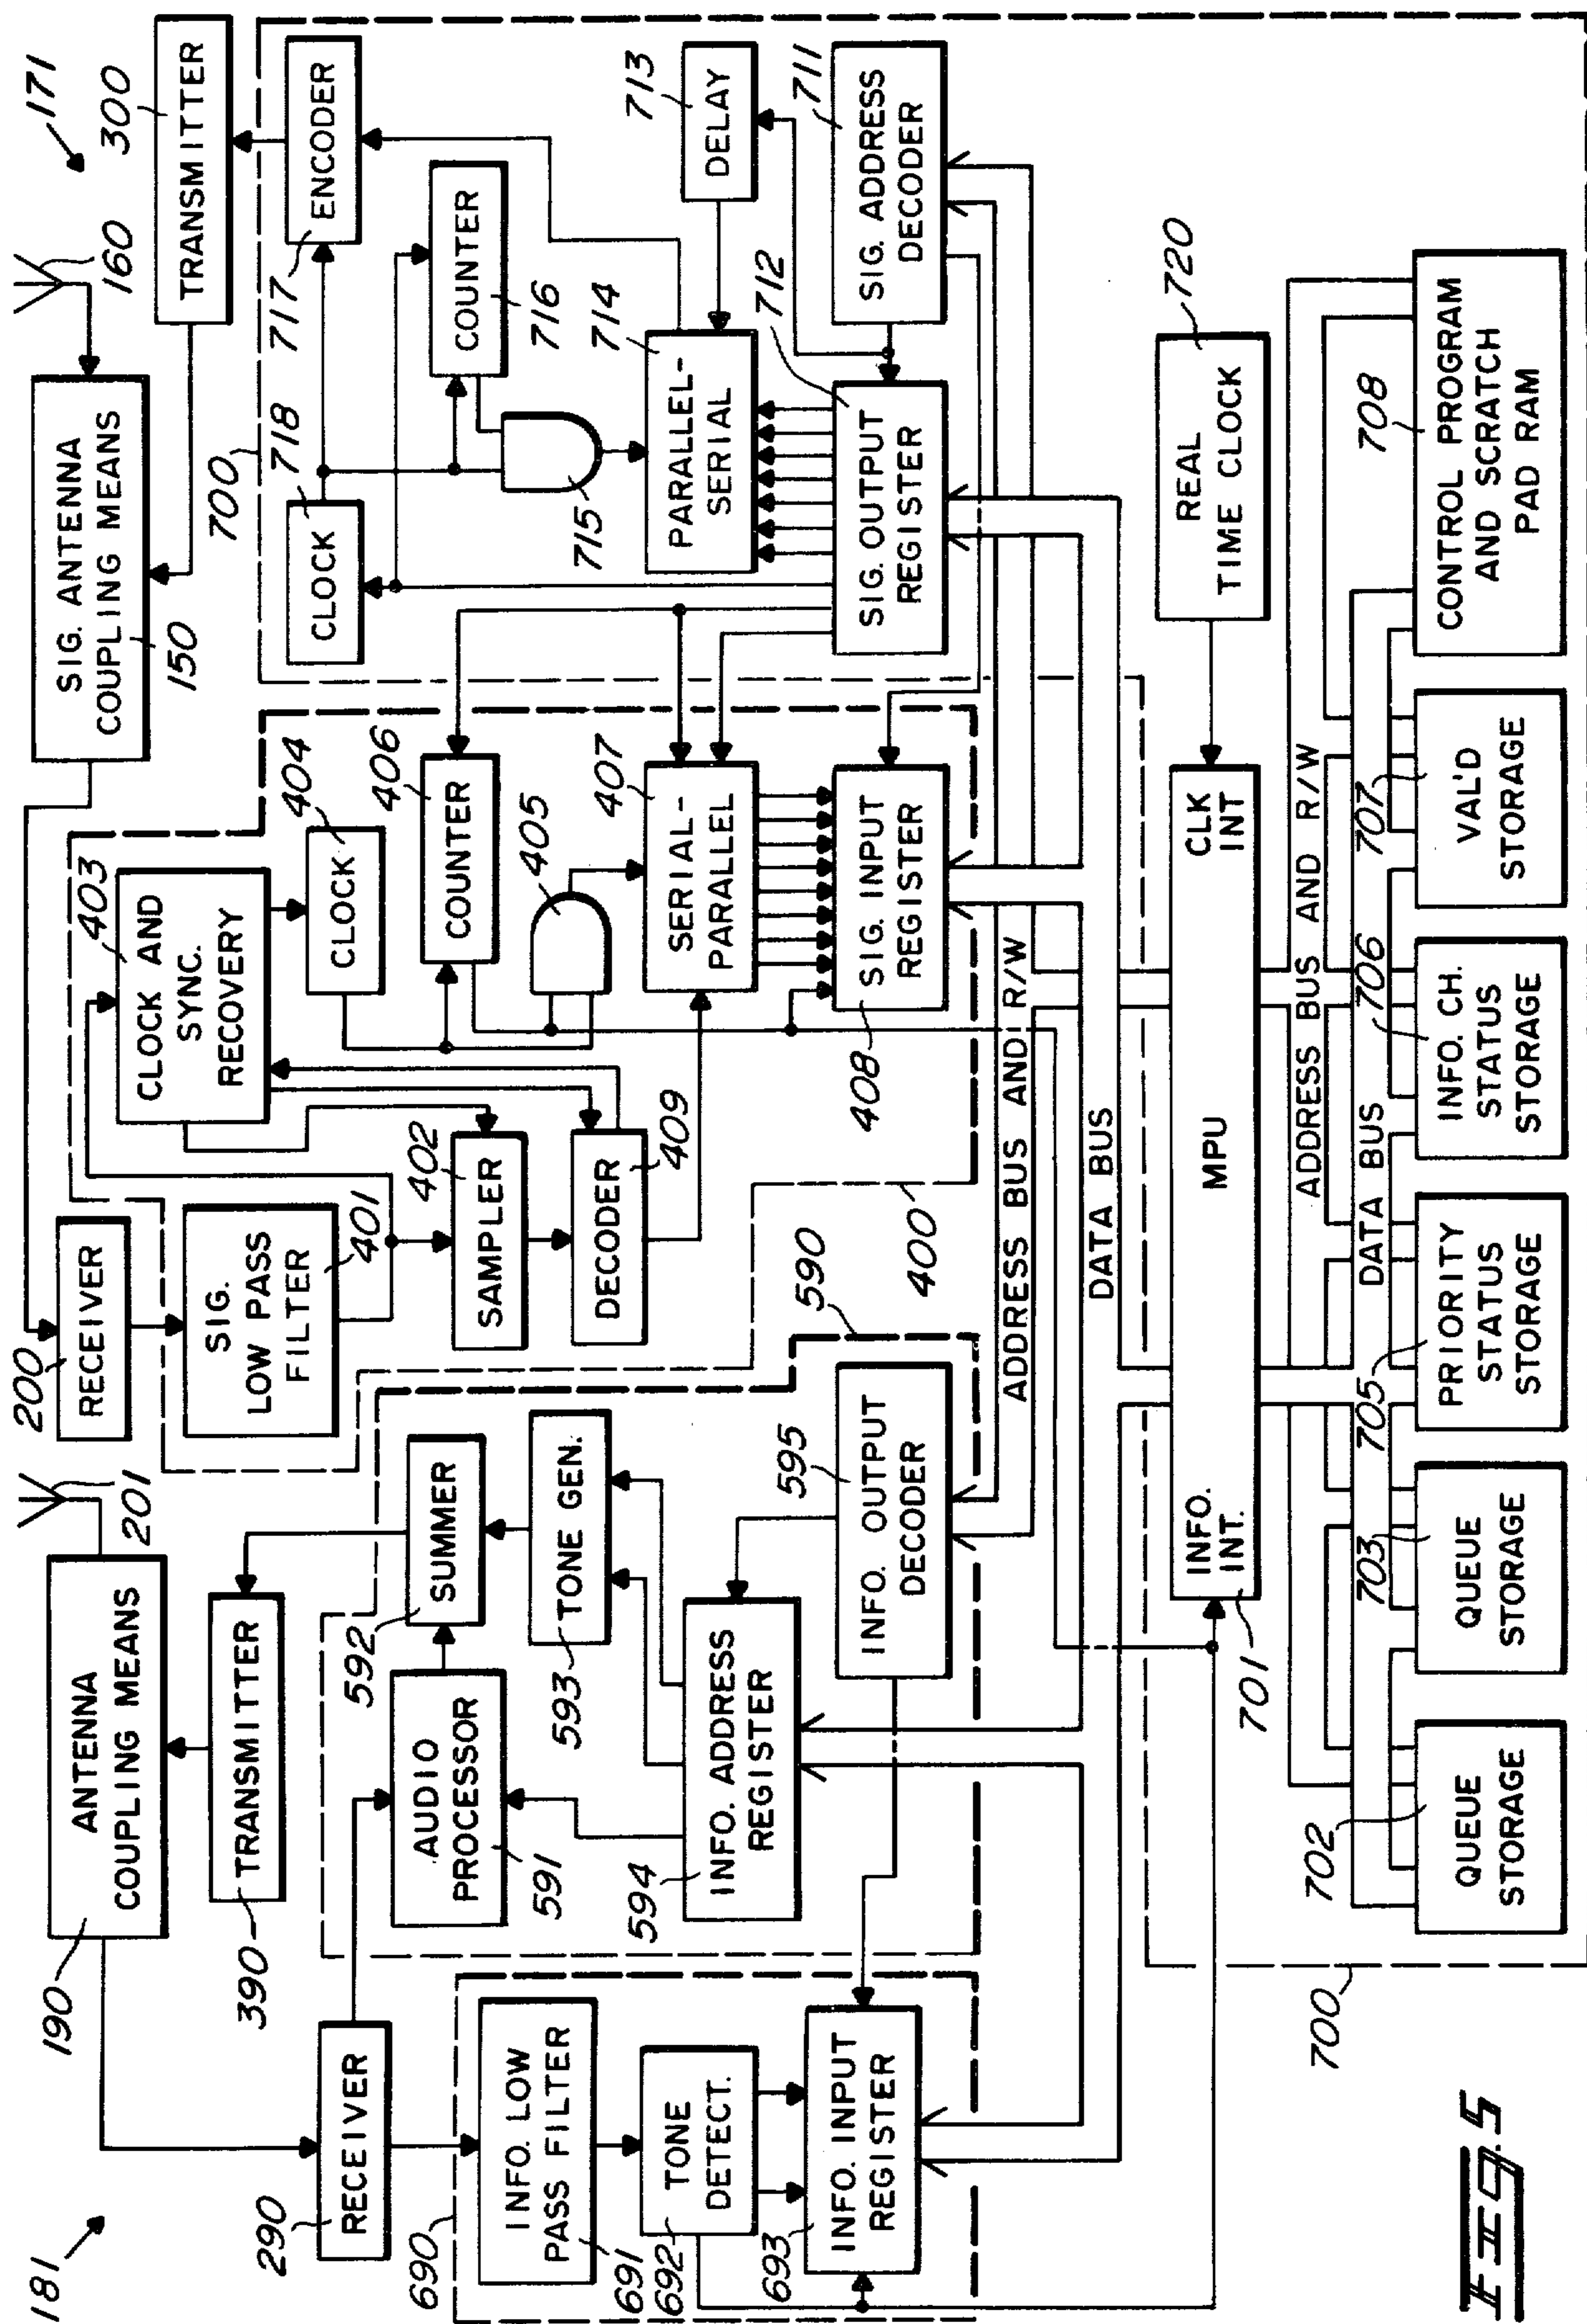 181
190
ANTENNA
COUPLING MEANS
201
290
RECEIVER
390
TRANSMITTER
690
INFO. LOW
PASS FILTER
691
692
TONE
DETECT.
693
INFO. INPUT
REGISTER
AUDIO
PROCESSOR
591
592
SUMMER
593
TONE GEN.
594
INFO. ADDRESS
REGISTER
595
INFO. OUTPUT
DECODER
590
200
RECEIVER
SIG.
LOW PASS
FILTER
401
402
SAMPLER
DECODER
409
400
403
CLOCK AND
SYNC.
RECOVERY
404
CLOCK
406
COUNTER
405
407
SERIAL-
PARALLEL
408
SIG. INPUT
REGISTER
171
160
SIG. ANTENNA
COUPLING MEANS
150
300
TRANSMITTER
700
717
ENCODER
718
CLOCK
COUNTER
716
715
714
PARALLEL-
SERIAL
713
DELAY
712
SIG. OUTPUT
REGISTER
711
SIG. ADDRESS
DECODER
ADDRESS BUS AND R/W
DATA BUS
INFO.
INT.
MPU
CLK
INT
701
720
REAL
TIME CLOCK
ADDRESS BUS AND R/W
DATA BUS
700
702
QUEUE
STORAGE
703
QUEUE
STORAGE
705
PRIORITY
STATUS
STORAGE
706
INFO. CH.
STATUS
STORAGE
707
VAL'D
STORAGE
708
CONTROL PROGRAM
AND SCRATCH
PAD RAM
FIG. 5